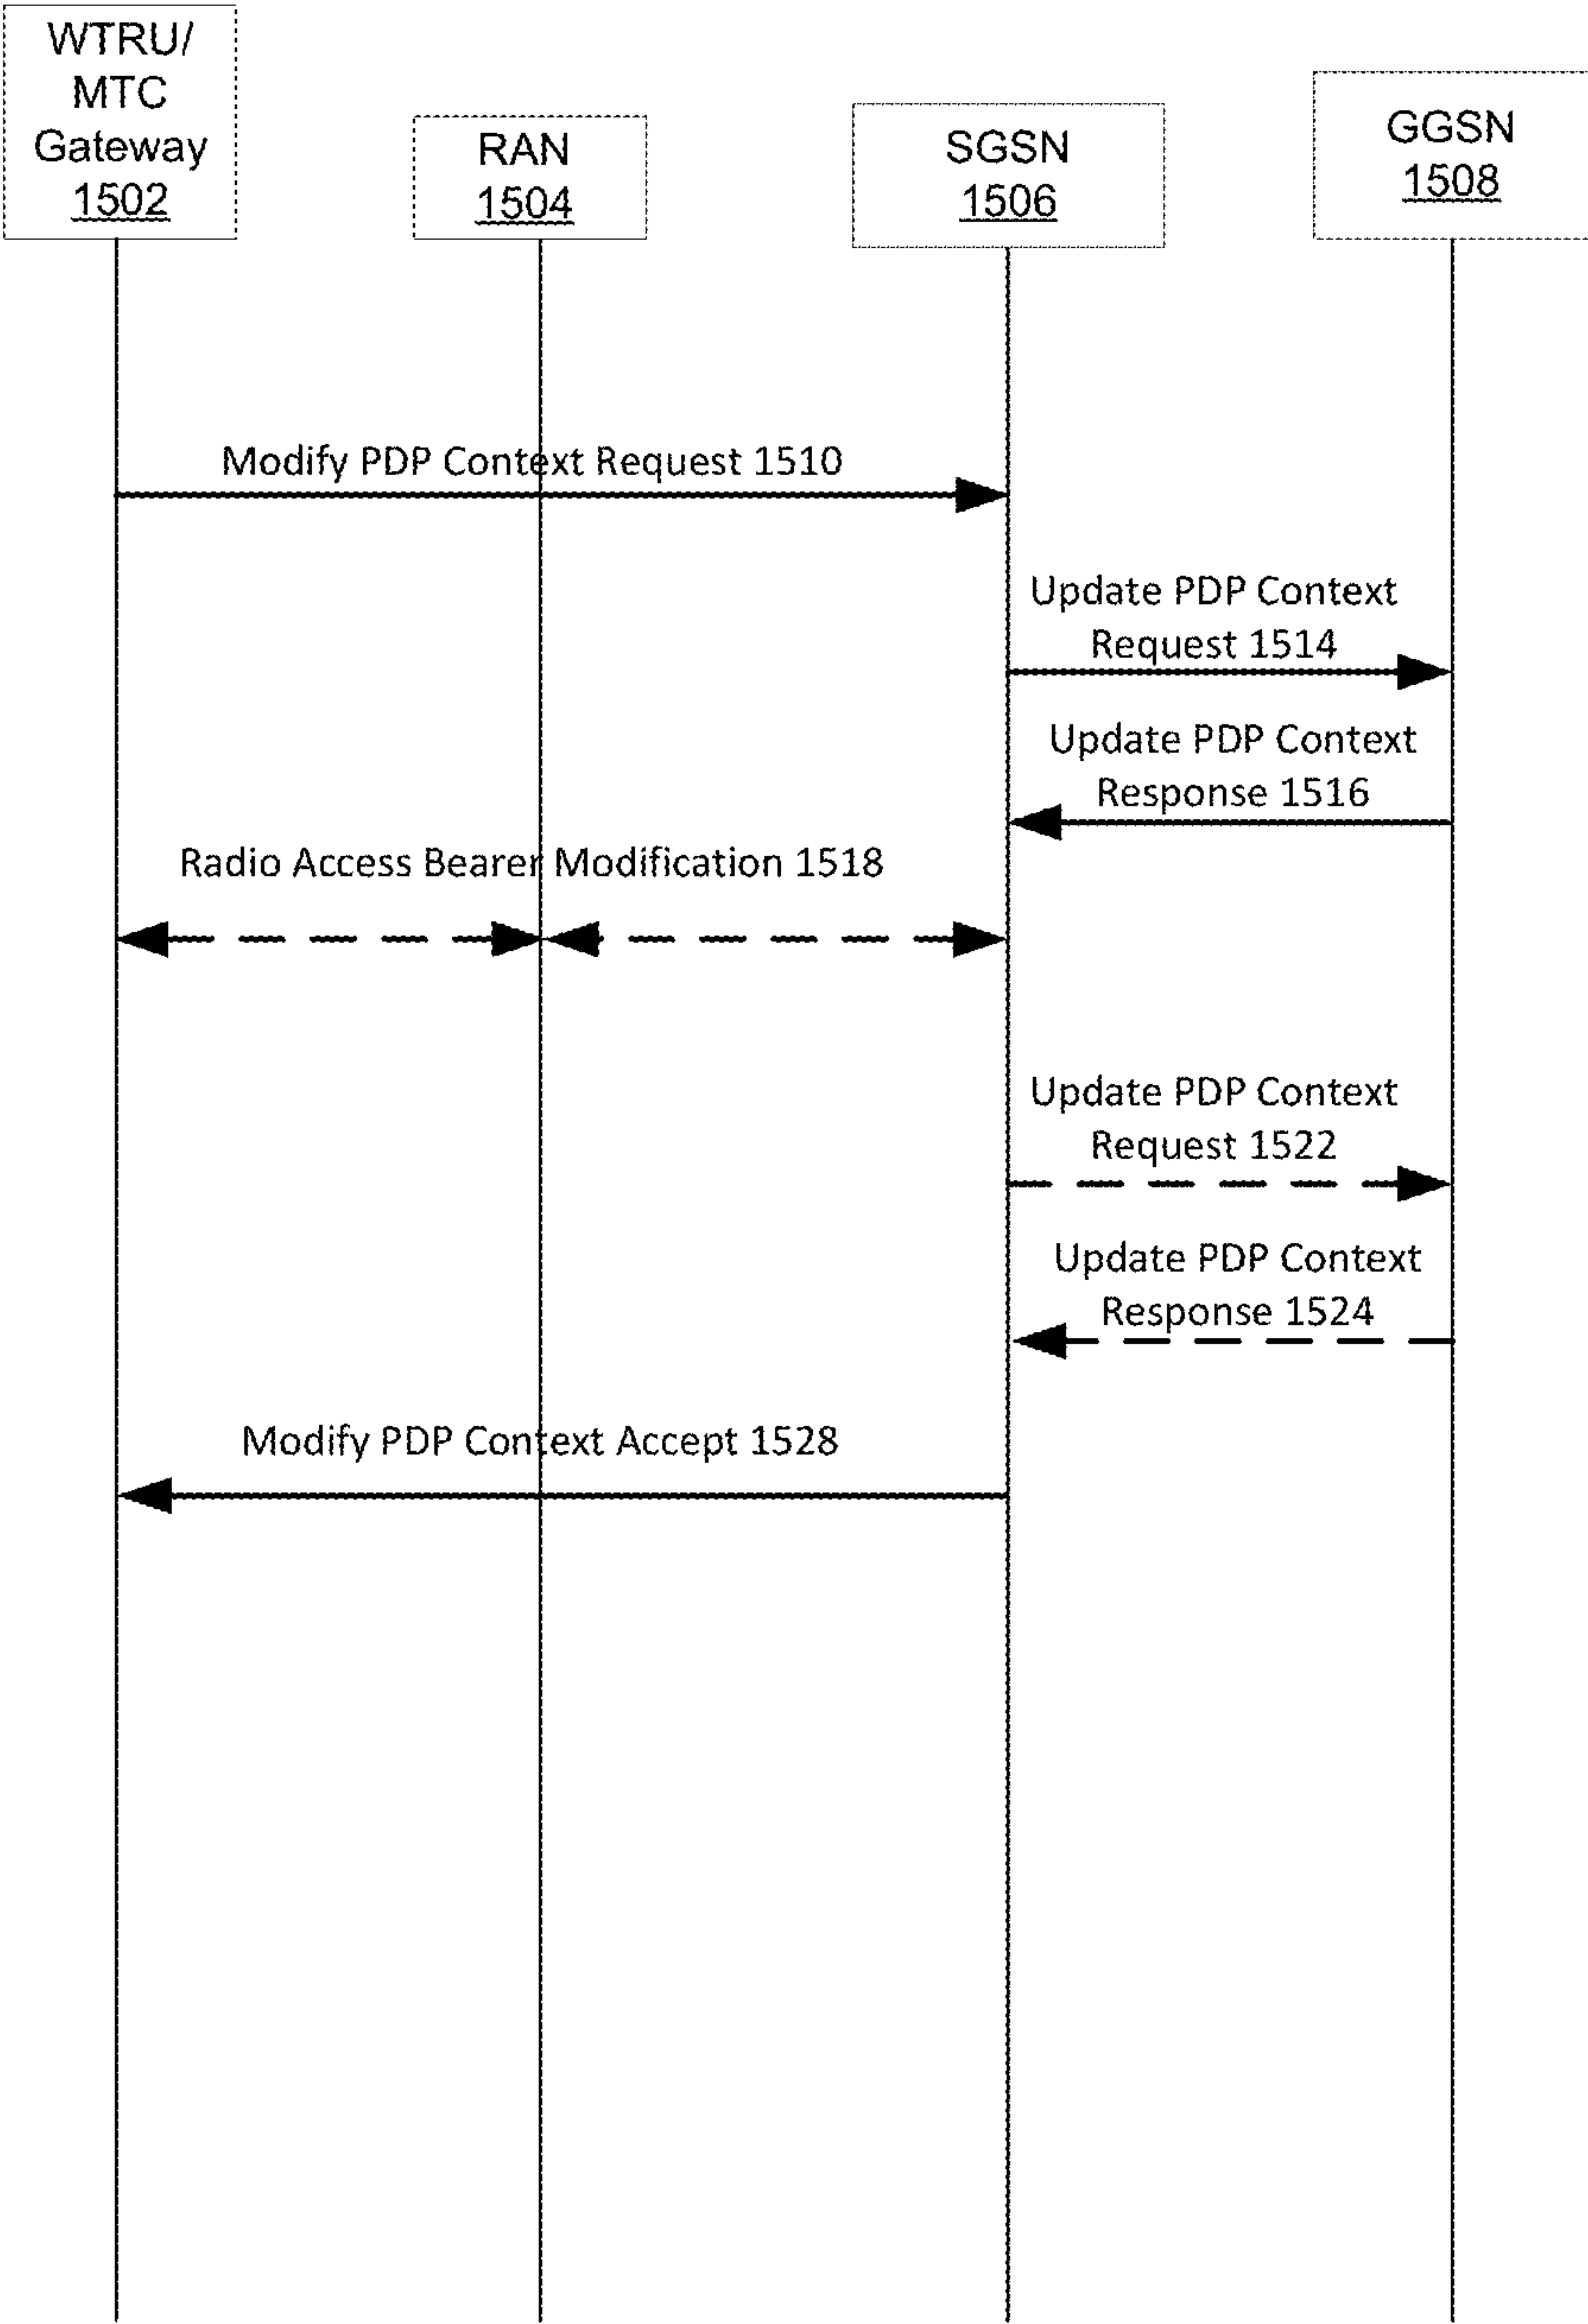 WTRU/
MTC
Gateway
1502
RAN
1504
SGSN
1506
GGSN
1508
Modify PDP Context Request 1510
Update PDP Context
Request 1514
Update PDP Context
Response 1516
Radio Access Bearer Modification 1518
Update PDP Context
Request 1522
Update PDP Context
Response 1524
Modify PDP Context Accept 1528